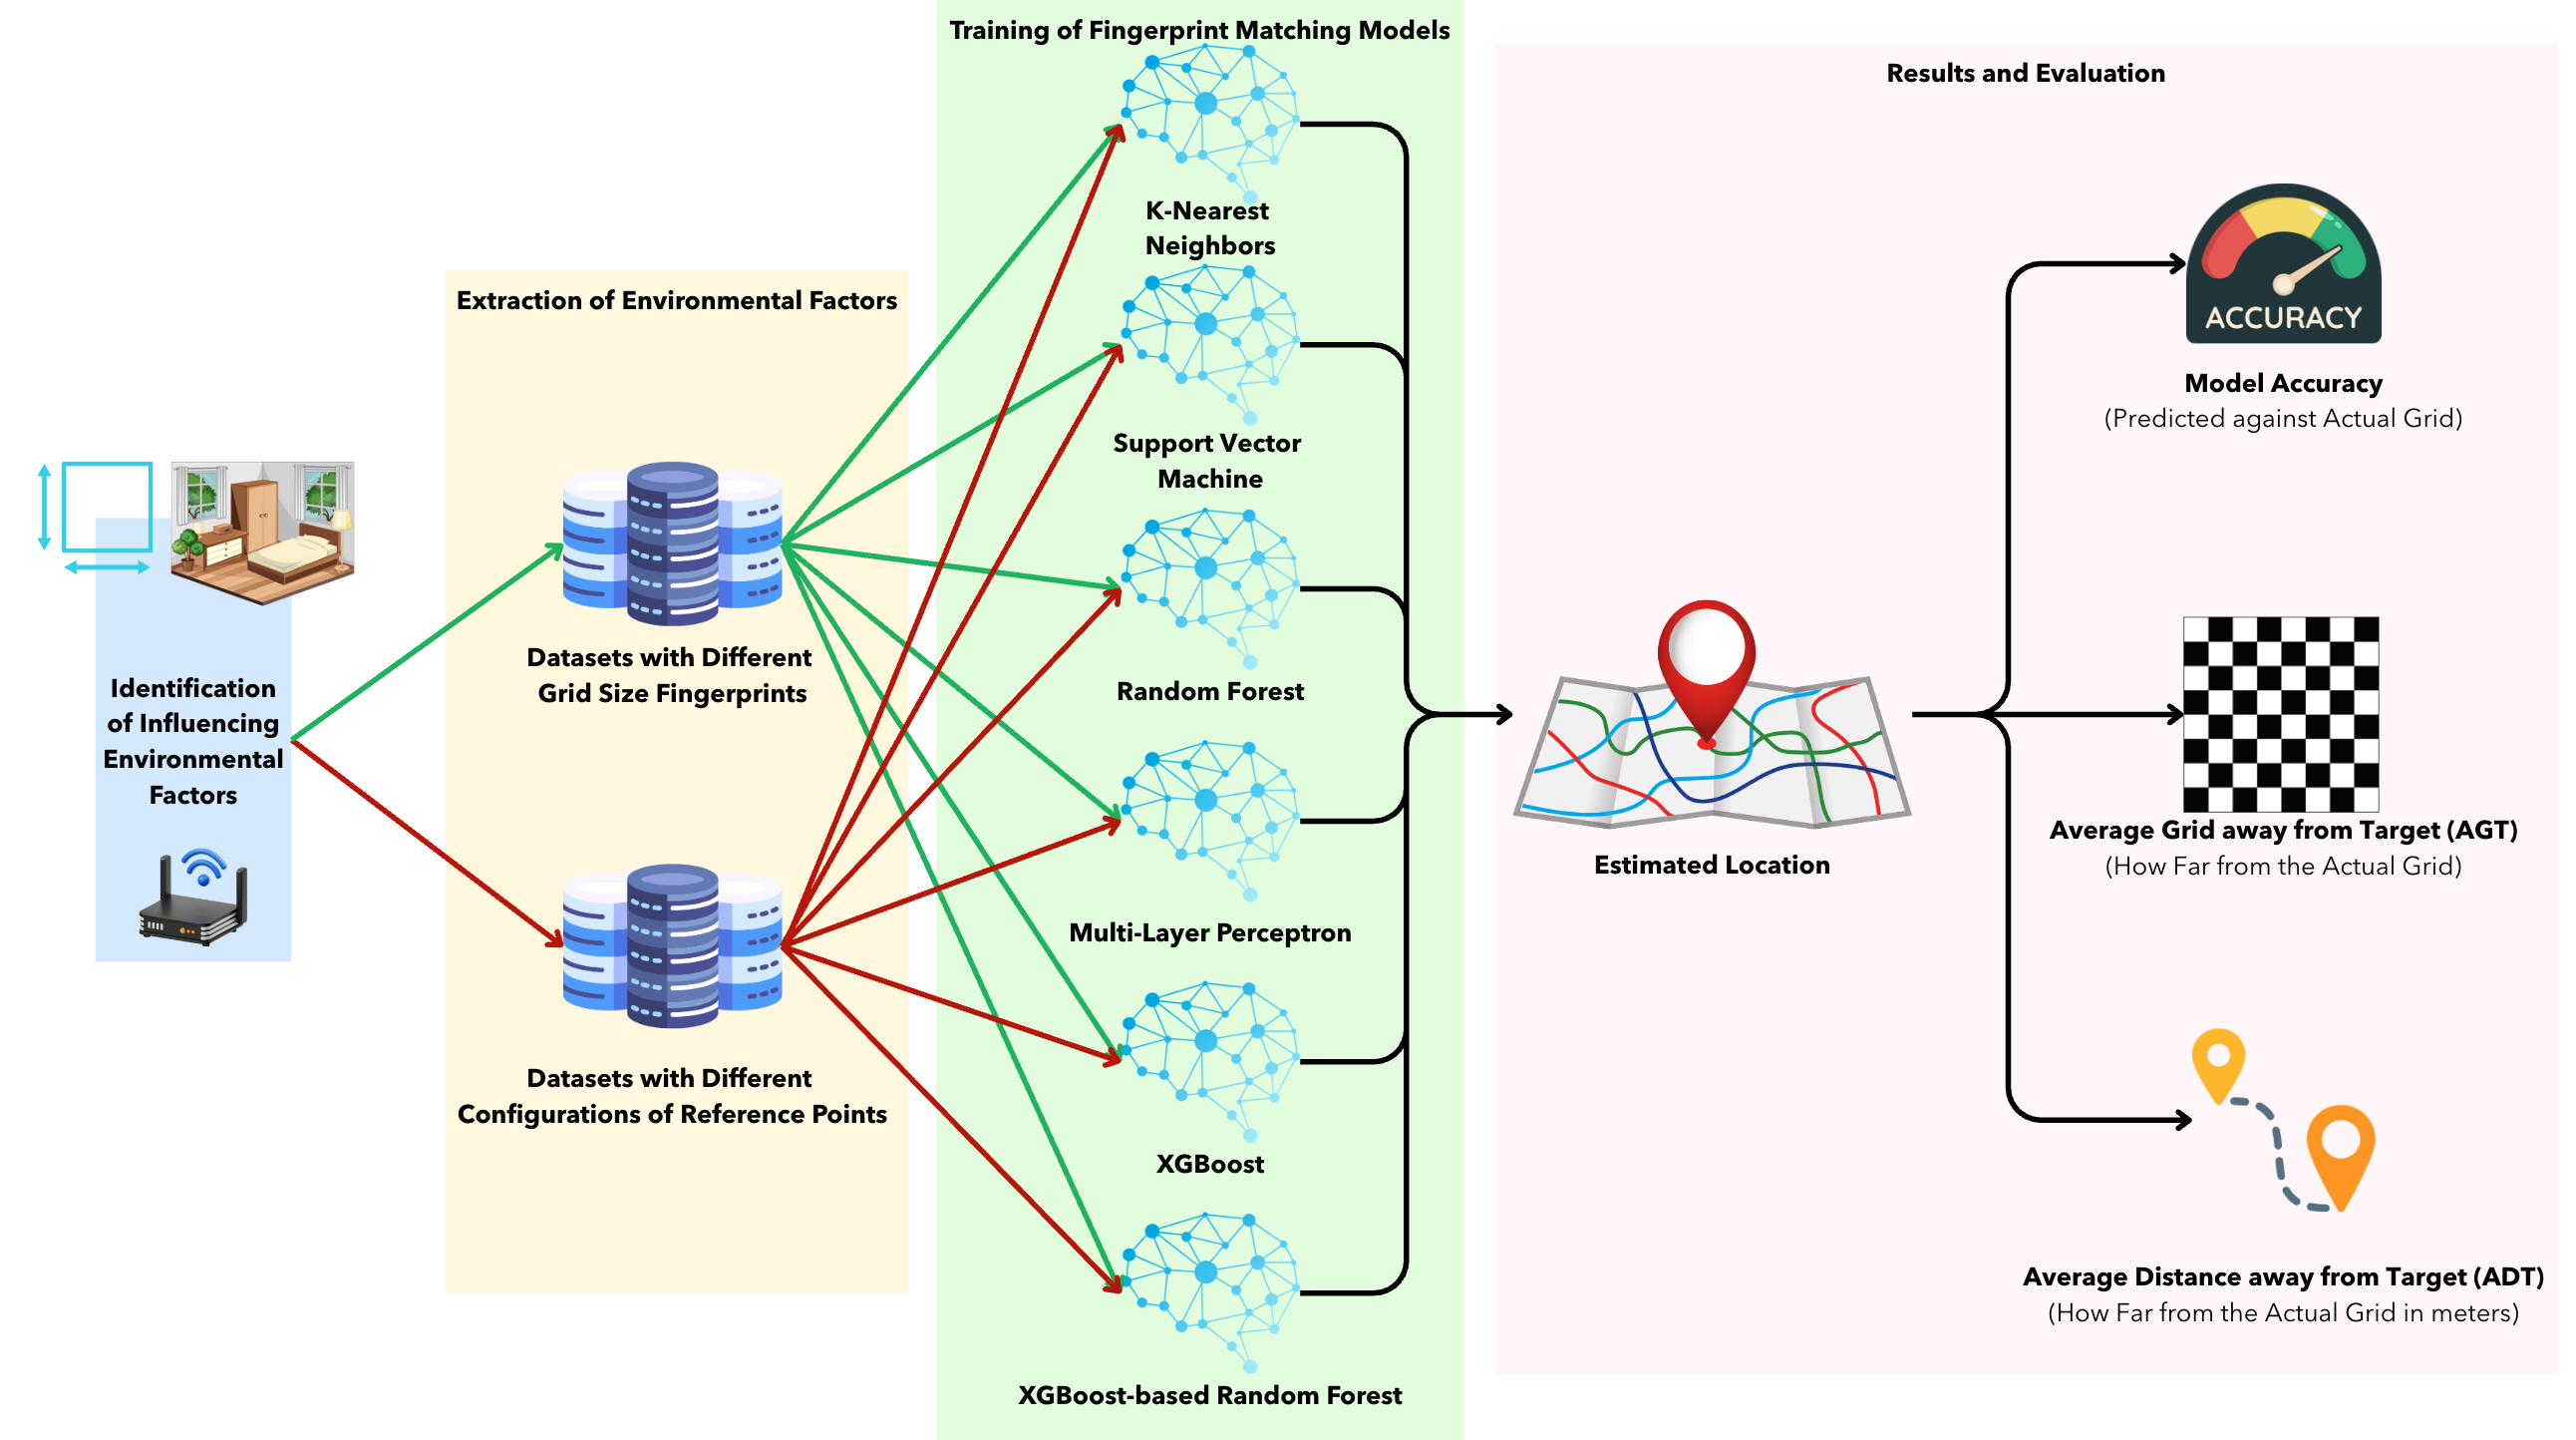 Identification
of Influencing
Environmental
Factors
Extraction of Environmental Factors
Datasets with Different
Grid Size Fingerprints
Datasets with Different
Configurations of Reference Points
Training of Fingerprint Matching Models
K-Nearest
Neighbors
Support Vector
Machine
Random Forest
Multi-Layer Perceptron
XGBoost
XGBoost-based Random Forest
Results and Evaluation
Estimated Location
ACCURACY
Model Accuracy
(Predicted against Actual Grid)
Average Grid away from Target (AGT)
(How Far from the Actual Grid)
Average Distance away from Target (ADT)
(How Far from the Actual Grid in meters)